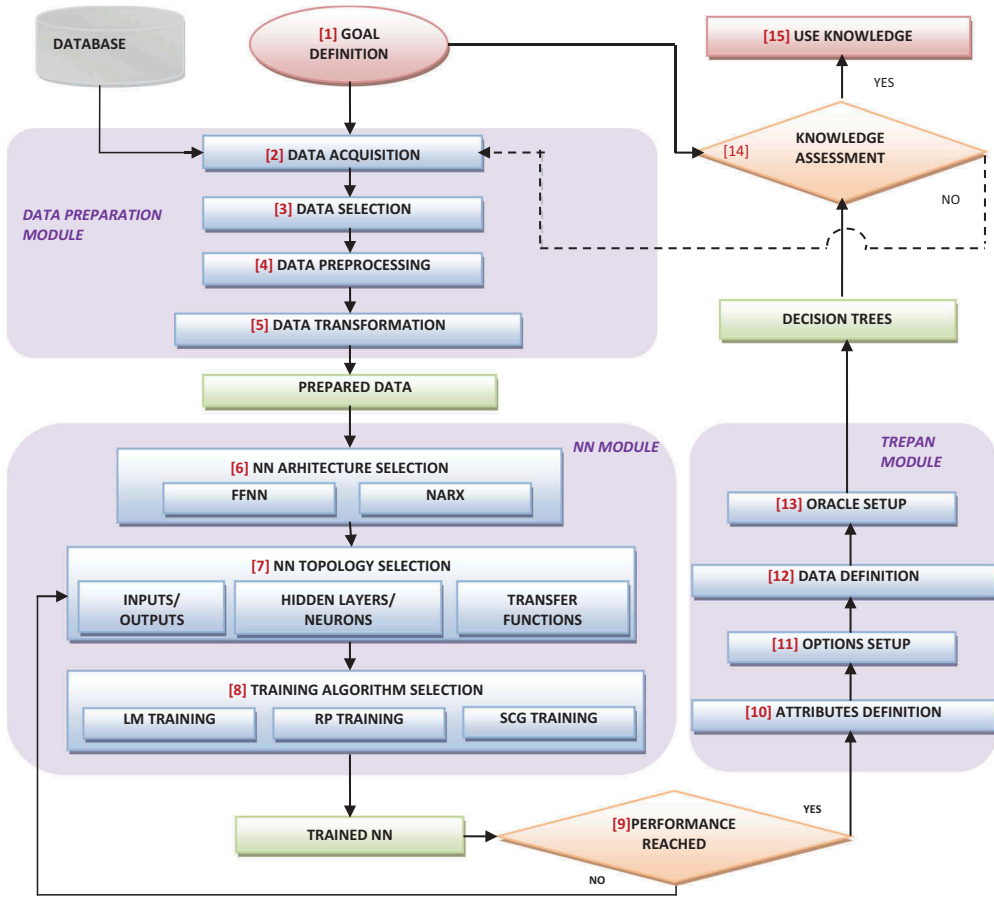 DATABASE
[1] GOAL
DEFINITION
[15] USE KNOWLEDGE
YES
KNOWLEDGE
ASSESSMENT
[14]
NO
[2] DATA ACQUISITION
[3] DATA SELECTION
DATA PREPARATION
MODULE
[4] DATA PREPROCESSING
[5] DATA TRANSFORMATION
PREPARED DATA
DECISION TREES
NN MODULE
[6] NN ARHITECTURE SELECTION
FFNN
NARX
[7] NN TOPOLOGY SELECTION
INPUTS/
OUTPUTS
HIDDEN LAYERS/
NEURONS
TRANSFER
FUNCTIONS
[8] TRAINING ALGORITHM SELECTION
LM TRAINING
RP TRAINING
SCG TRAINING
TRAINED NN
[9]PERFORMANCE
REACHED
YES
NO
TREPAN
MODULE
[13] ORACLE SETUP
[12] DATA DEFINITION
[11] OPTIONS SETUP
[10] ATTRIBUTES DEFINITION